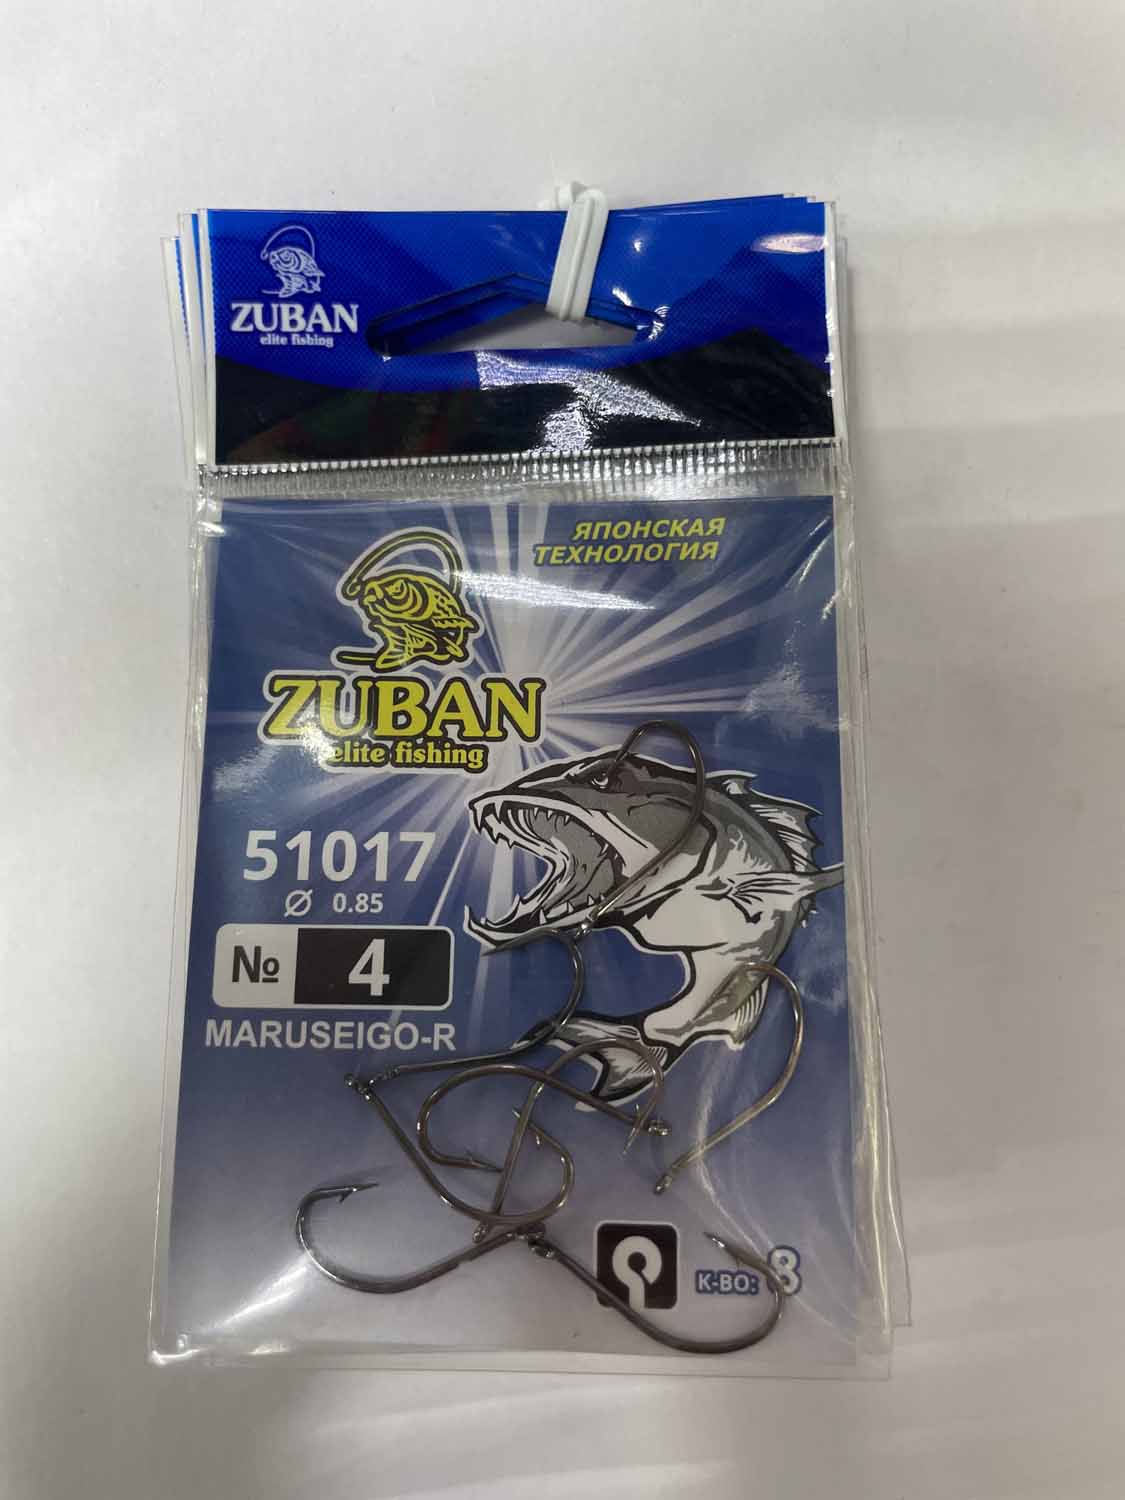 ZUBAN
elite fishing
ЯПОНСКАЯ
ТЕХНОЛОГИЯ
ZUBAN
elite fishing
51017
Ø 0.85
№ 4
MARUSEIGO-R
К-ВО: 8